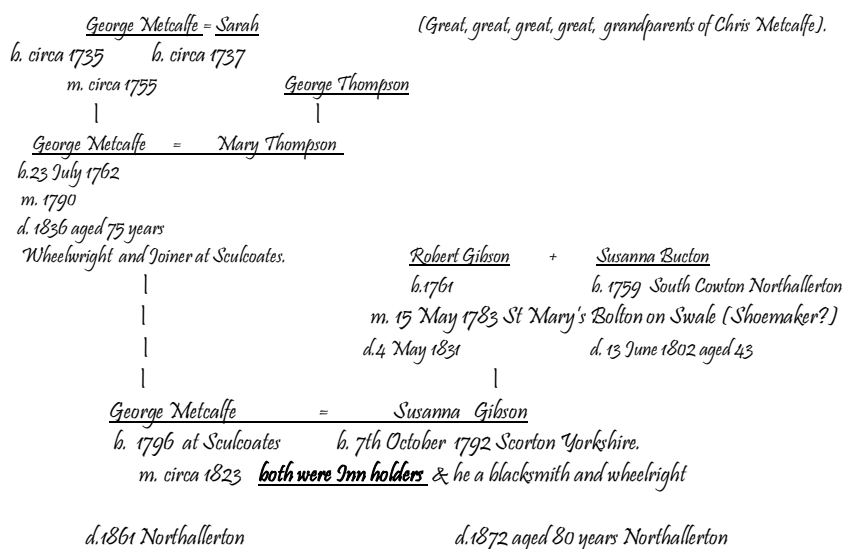 George Metcalfe = Sarah (Great, great, great, great, grandparents of Chris Metcalfe).
b. circa 1735 b. circa 1737
m. circa 1755 George Thompson
| |
George Metcalfe = Mary Thompson
b.23 July 1762
m. 1790
d. 1836 aged 75 years
Wheelwright and Joiner at Sculcoates. Robert Gibson + Susanna Bucton
| b.1761 b. 1759 South Cowton Northallerton
| m. 15 May 1783 St Mary's Bolton on Swale (Shoemaker?)
| d.4 May 1831 d. 13 June 1802 aged 43
| |
George Metcalfe = Susanna Gibson
b. 1796 at Sculcoates b. 7th October 1792 Scorton Yorkshire.
m. circa 1823 both were Inn holders & he a blacksmith and wheelright
d.1861 Northallerton d.1872 aged 80 years Northallerton